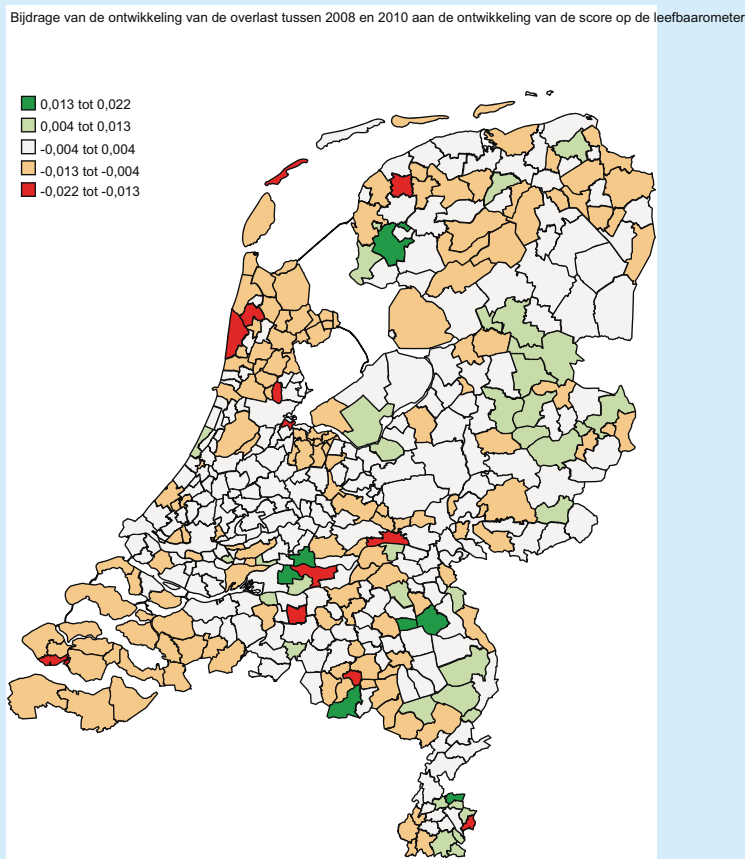 Bijdrage van de ontwikkeling van de overlast tussen 2008 en 2010 aan de ontwikkeling van de score op de leefbaarometer
0,013 tot 0,022
0,004 tot 0,013
-0,004 tot 0,004
-0,013 tot -0,004
-0,022 tot -0,013